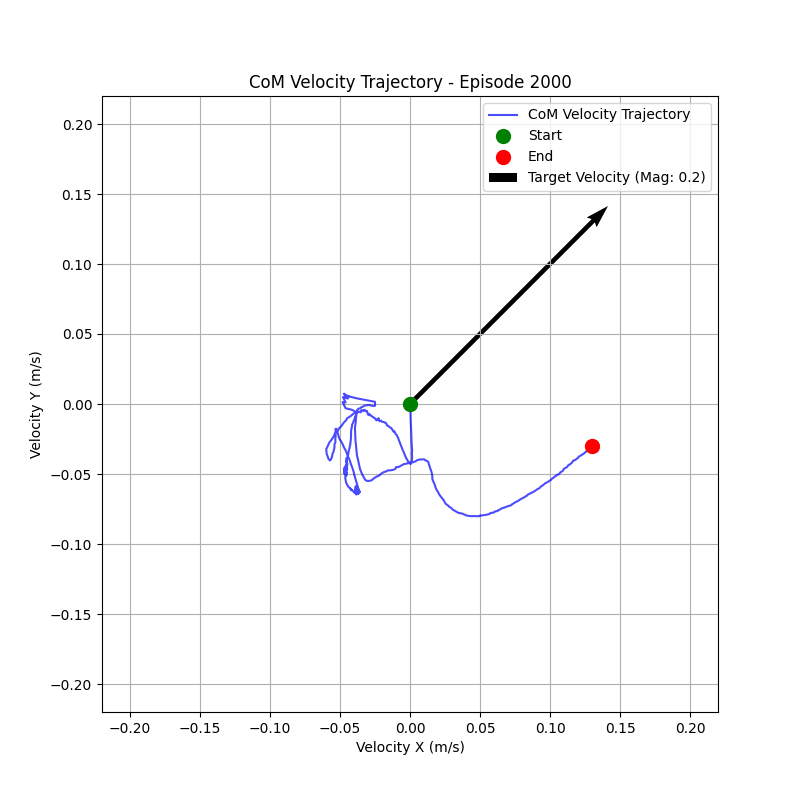 CoM Velocity Trajectory - Episode 2000
CoM Velocity Trajectory
Start
End
Target Velocity (Mag: 0.2)
Velocity Y (m/s)
0.20
0.15
0.10
0.05
0.00
−0.05
−0.10
−0.15
−0.20
−0.20 −0.15 −0.10 −0.05 0.00 0.05 0.10 0.15 0.20
Velocity X (m/s)